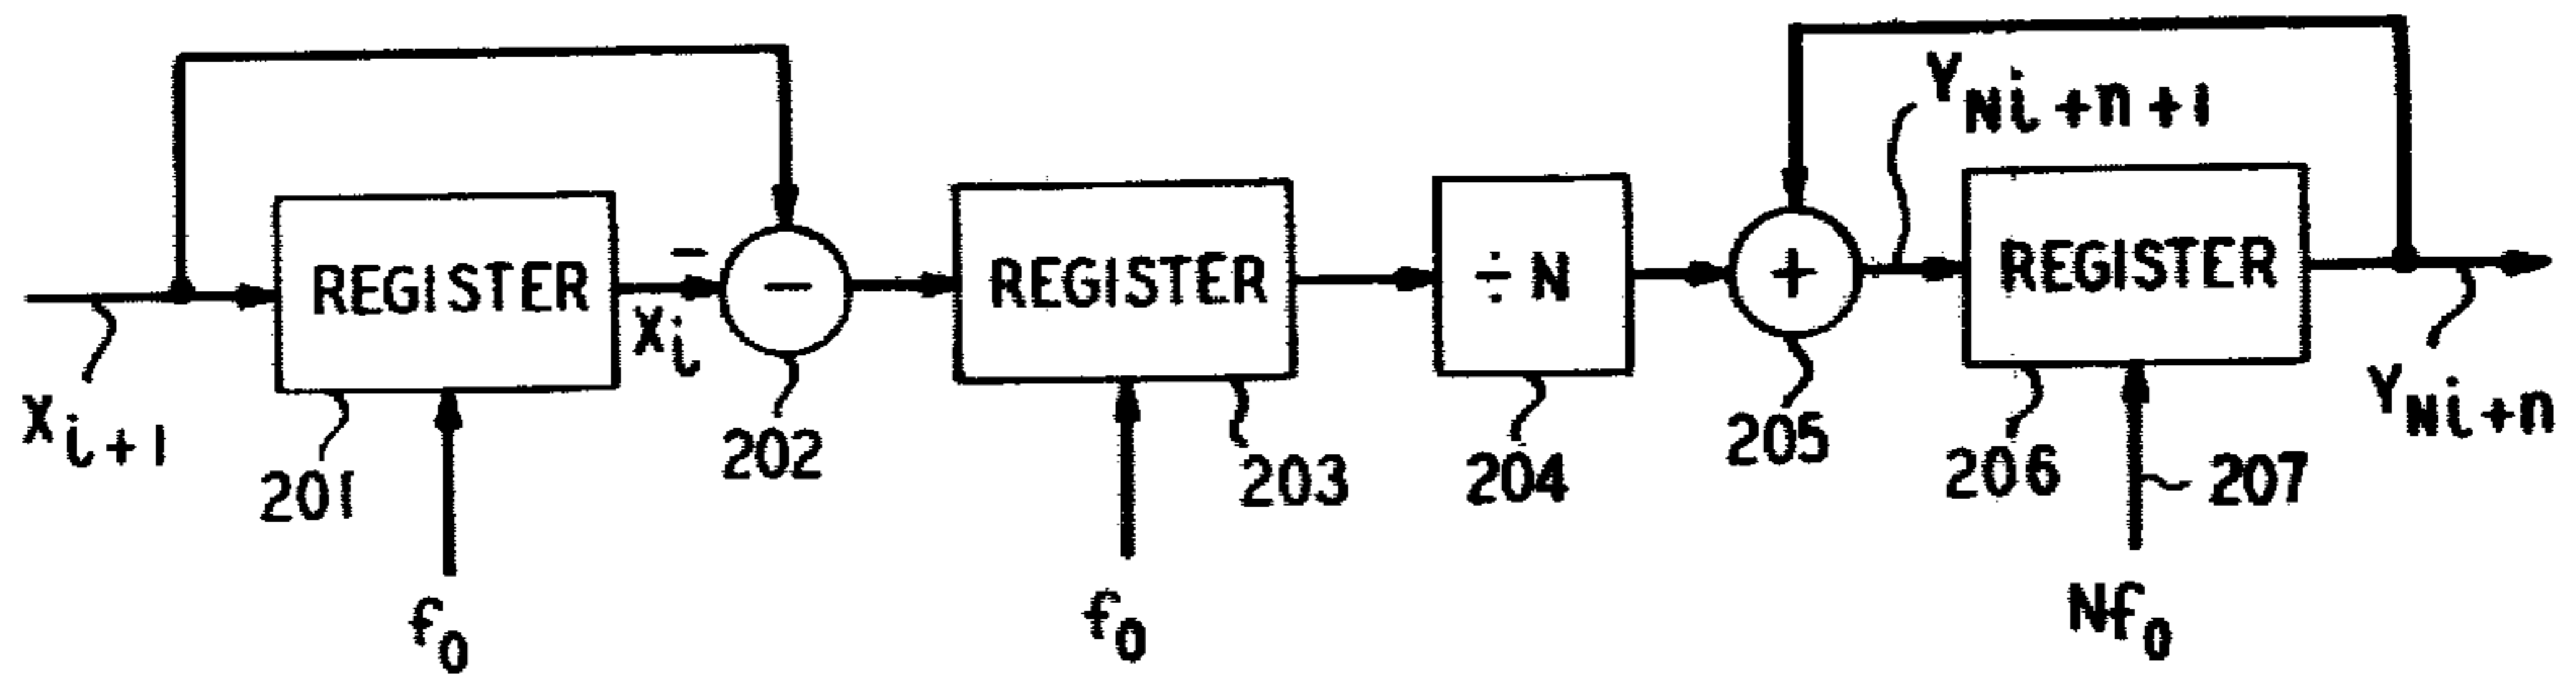 Y_{Ni+n+1}
REGISTER
−
−
REGISTER
÷ N
+
REGISTER
X_i
X_{i+1}
201
202
203
204
205
206
207
Y_{Ni+n}
f_0
f_0
Nf_0